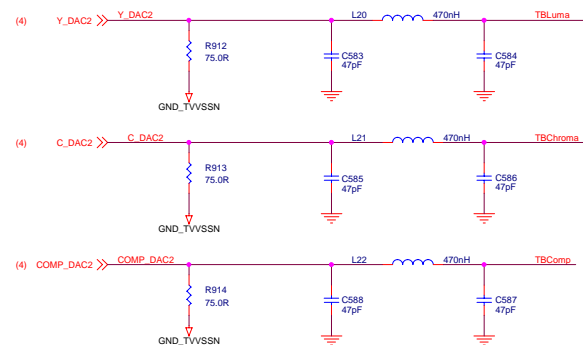 (4) Y_DAC2 Y_DAC2 L20 470nH TBLuma
R912
75.0R
C583
47pF
C584
47pF
GND_TVVSSN
(4) C_DAC2 C_DAC2 L21 470nH TBChroma
R913
75.0R
C585
47pF
C586
47pF
GND_TVVSSN
(4) COMP_DAC2 COMP_DAC2 L22 470nH TBComp
R914
75.0R
C588
47pF
C587
47pF
GND_TVVSSN